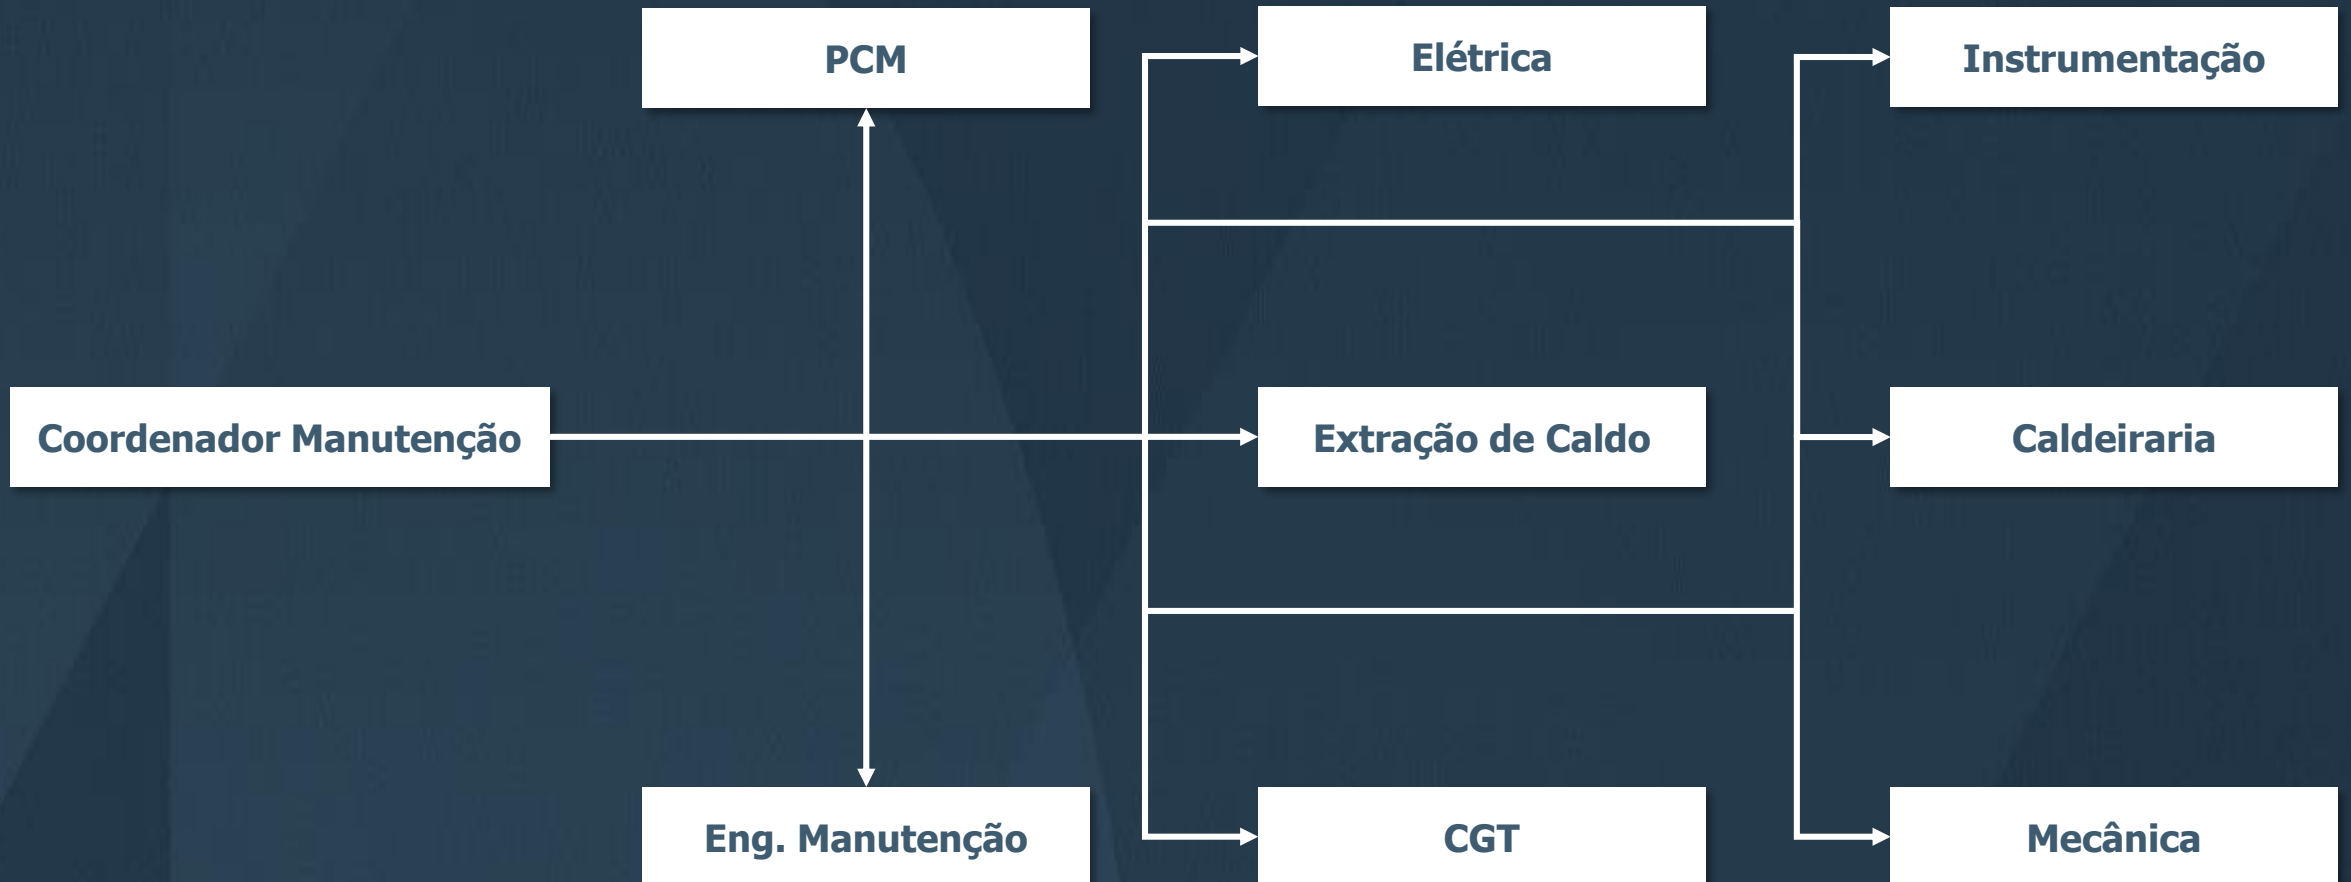 PCM
Elétrica
Instrumentação
Coordenador Manutenção
Extração de Caldo
Caldeiraria
Eng. Manutenção
CGT
Mecânica